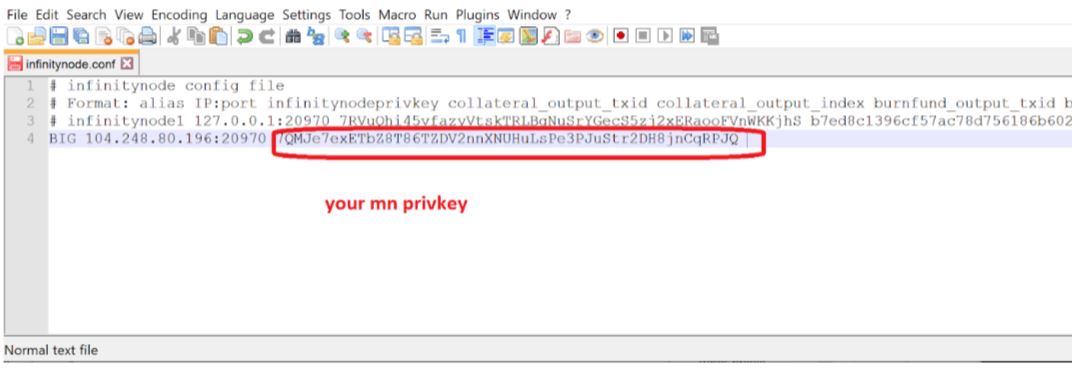 File Edit Search View Encoding Language Settings Tools Macro Run Plugins Window ?
infinitynode.conf
1 # infinitynode config file
2 # Format: alias IP:port infinitynodeprivkey collateral_output_txid collateral_output_index burnfund_output_txid b
3 # infinitynode1 127.0.0.1:20970 7RVuQhi45vfazyVtskTRLBgNuSrYGecS5zj2xERaooFVnWKKjhS b7ed8c1396cf57ac78d756186b602
4 BIG 104.248.80.196:20970 7QMJe7exETbZ8T86TZDV2nnXNUHuLsPe3PJuStr2DH8jnCqRPJQ
your mn privkey
Normal text file